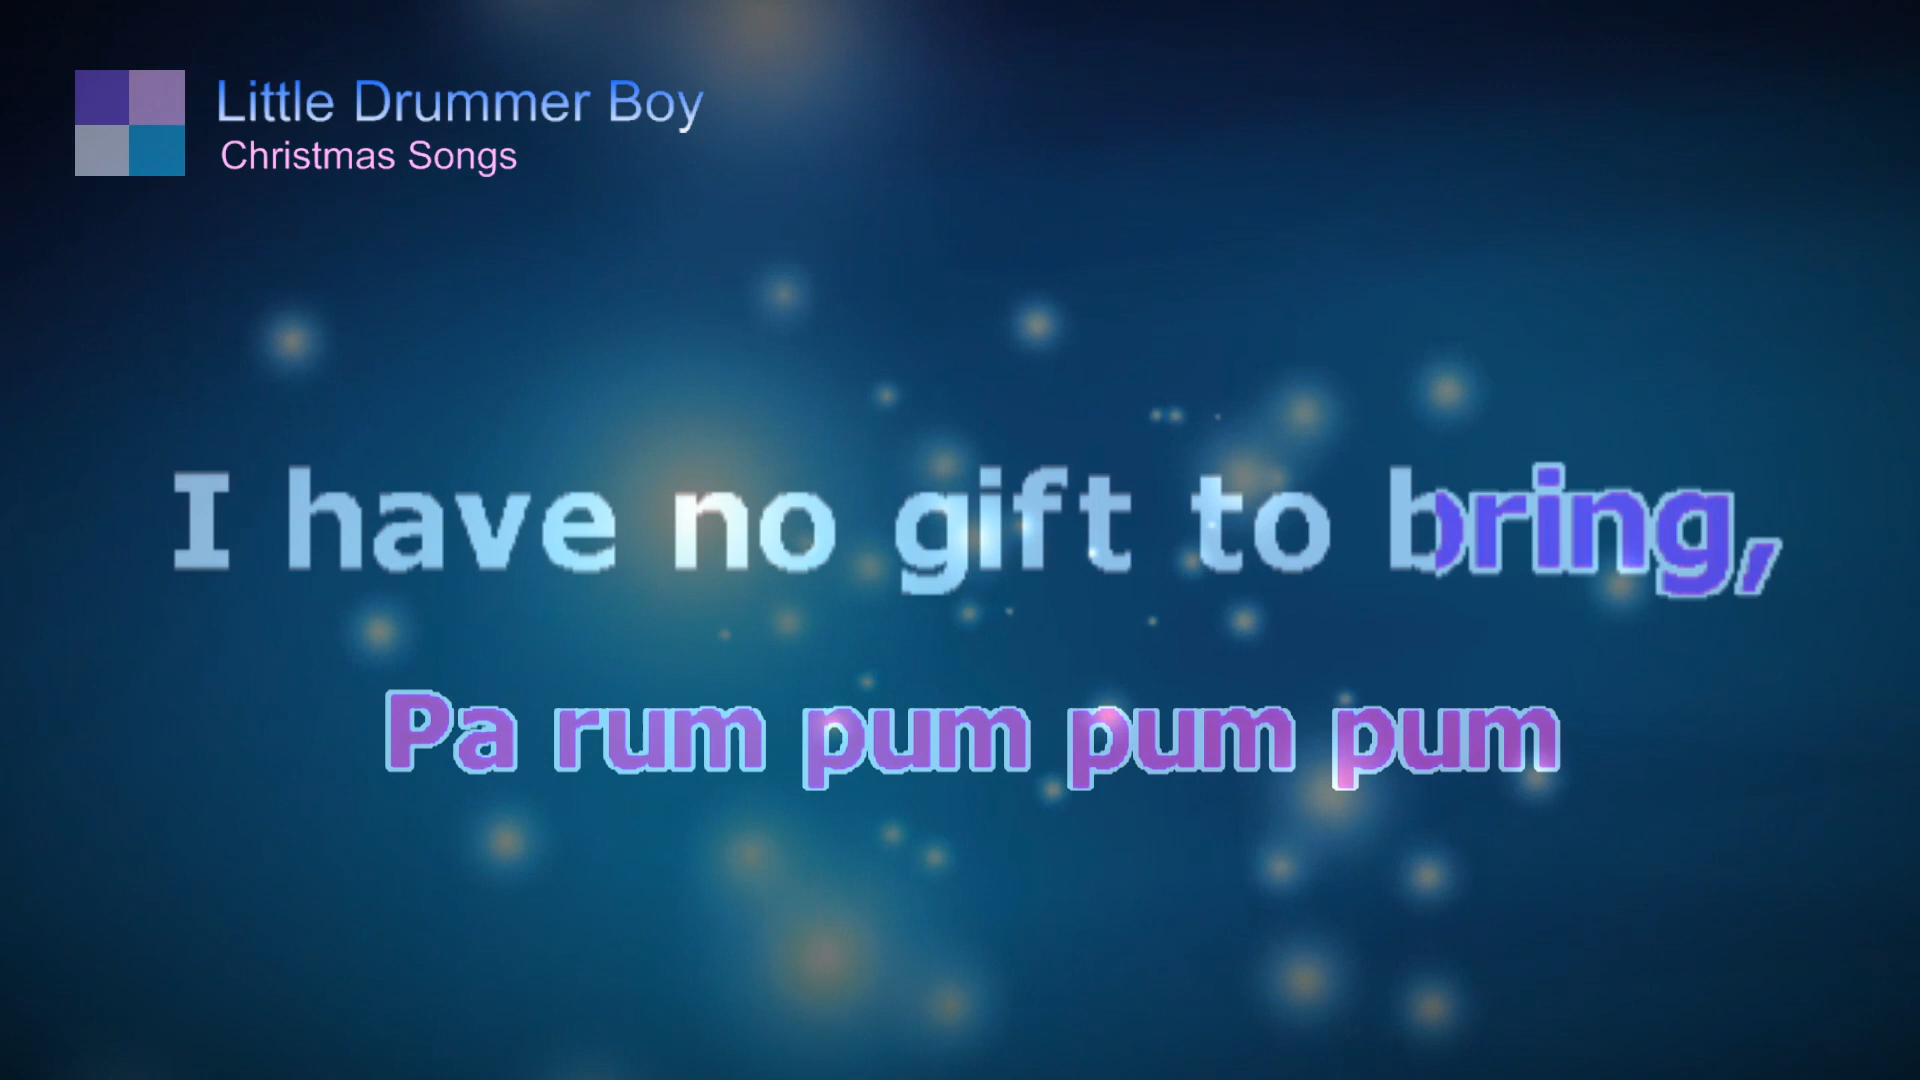 Little Drummer Boy
Christmas Songs
I have no gift to bring,
Pa rum pum pum pum